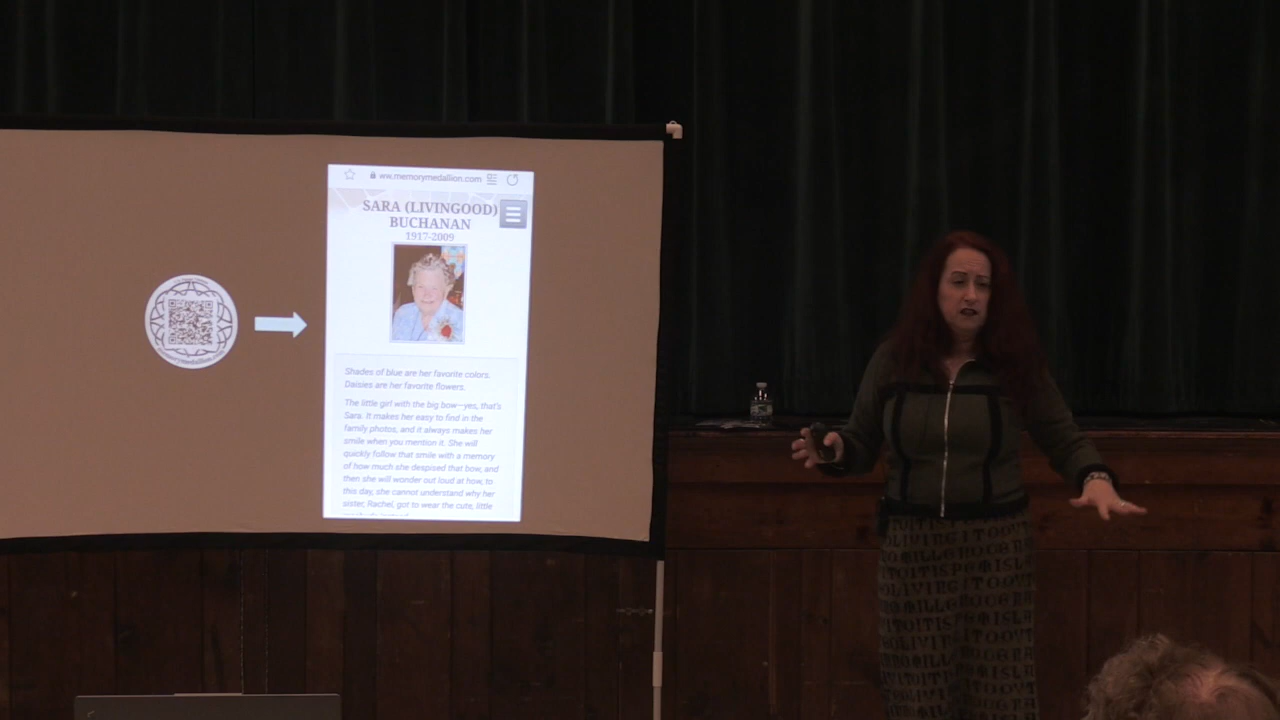 ww.memorymedallion.com
SARA (LIVINGOOD)
BUCHANAN
1917-2009
memorymedallion.com
Shades of blue are her favorite colors.
Daisies are her favorite flowers.
The little girl with the big bow—yes, that's
Sara. It makes her easy to find in the
family photos, and it always makes her
smile when you mention it. She will
quickly follow that smile with a memory
of how much she despised that bow, and
then she will wonder out loud at how, to
this day, she cannot understand why her
sister, Rachel, got to wear the cute, little